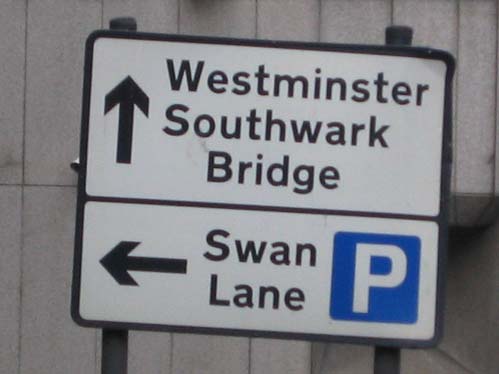 Westminster
Southwark
Bridge
Swan
Lane
P